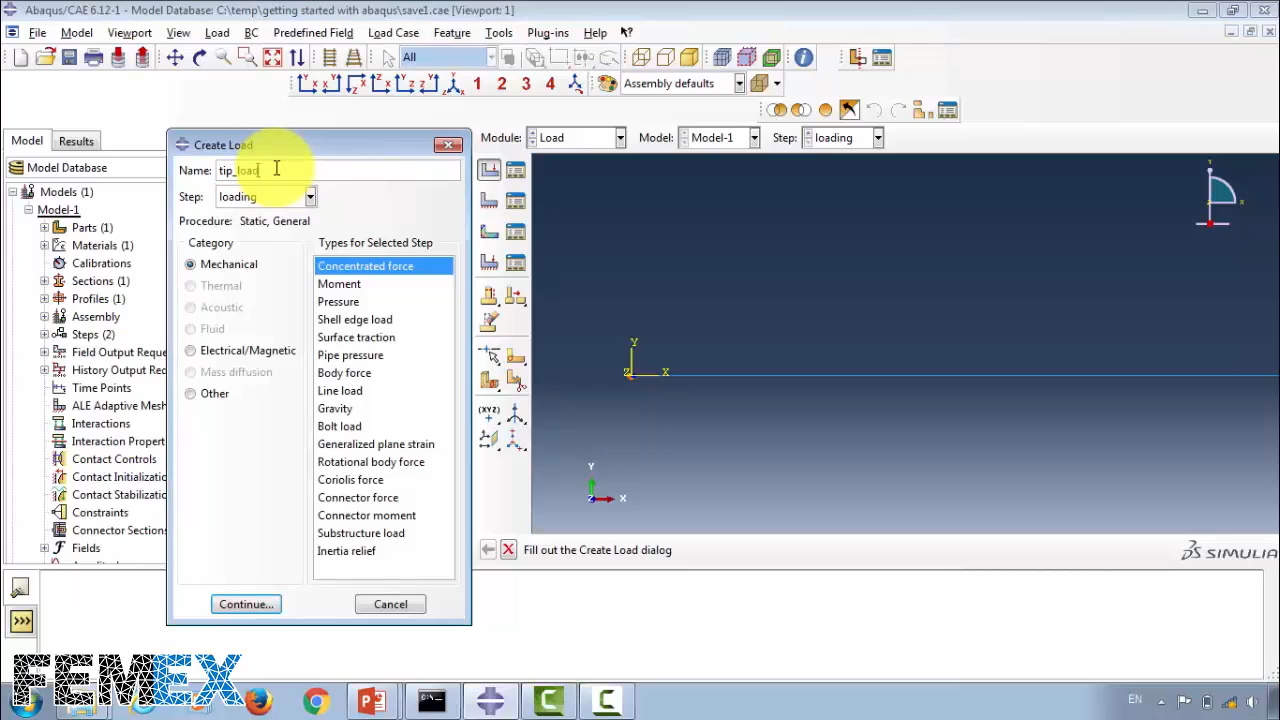 Abaqus/CAE 6.12-1 - Model Database: C:\temp\getting started with abaqus\save1.cae [Viewport: 1]
File Model Viewport View Load BC Predefined Field Load Case Feature Tools Plug-ins Help
All
1 2 3 4 Assembly defaults
Model Results
Module: Load Model: Model-1 Step: loading
Model Database
Models (1)
Model-1
Parts (1)
Materials (1)
Calibrations
Sections (1)
Profiles (1)
Assembly
Steps (2)
Field Output Reque
History Output Requ
Time Points
ALE Adaptive Mesh
Interactions
Interaction Propert
Contact Controls
Contact Initializatio
Contact Stabilizatio
Constraints
Connector Sections
Fields
Create Load
Name: tip_load
Step: loading
Procedure: Static, General
Category
Mechanical
Thermal
Acoustic
Fluid
Electrical/Magnetic
Mass diffusion
Other
Types for Selected Step
Concentrated force
Moment
Pressure
Shell edge load
Surface traction
Pipe pressure
Body force
Line load
Gravity
Bolt load
Generalized plane strain
Rotational body force
Coriolis force
Connector force
Connector moment
Substructure load
Inertia relief
Continue... Cancel
(XYZ)
Y
X
Y
Z X
Y
Z X
Fill out the Create Load dialog
SIMULIA
>>>
FEMEX
EN